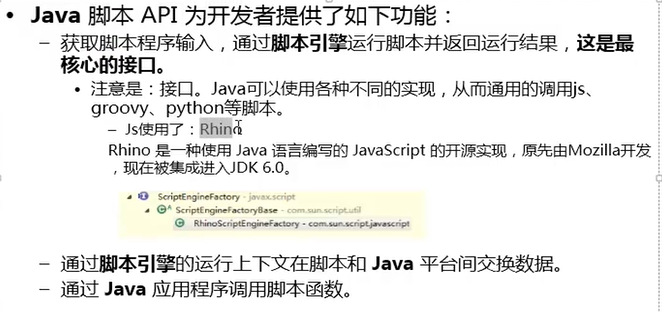 • Java 脚本 API 为开发者提供了如下功能：
– 获取脚本程序输入，通过脚本引擎运行脚本并返回运行结果，这是最
核心的接口。
• 注意是：接口。Java可以使用各种不同的实现，从而通用的调用js、
groovy、python等脚本。
– Js使用了：Rhino
Rhino 是一种使用 Java 语言编写的 JavaScript 的开源实现，原先由Mozilla开发
，现在被集成进入JDK 6.0。
ScriptEngineFactory - javax.script
ScriptEngineFactoryBase - com.sun.script.util
RhinoScriptEngineFactory - com.sun.script.javascript
– 通过脚本引擎的运行上下文在脚本和 Java 平台间交换数据。
– 通过 Java 应用程序调用脚本函数。